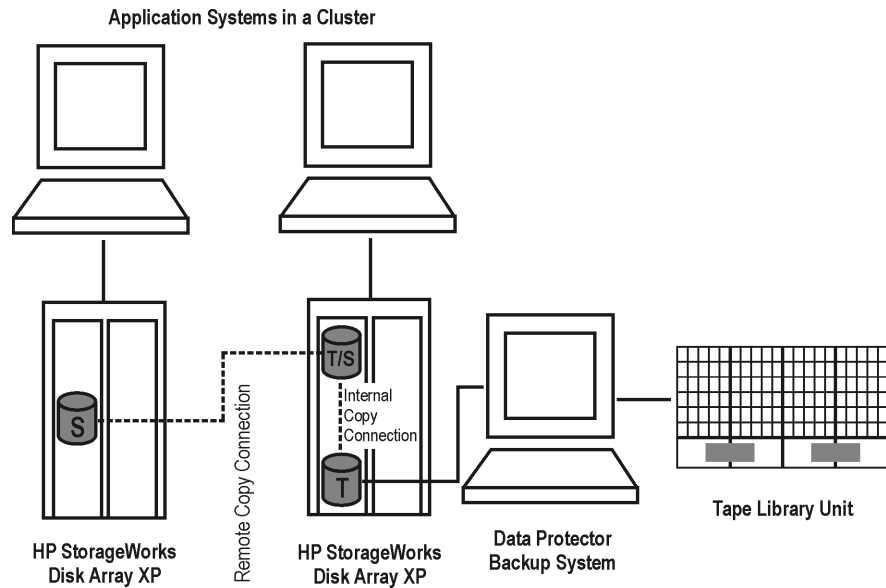 Application Systems in a Cluster
T/S
Internal
Copy
Connection
S
T
Remote Copy Connection
HP StorageWorks
Disk Array XP
HP StorageWorks
Disk Array XP
Data Protector
Backup System
Tape Library Unit